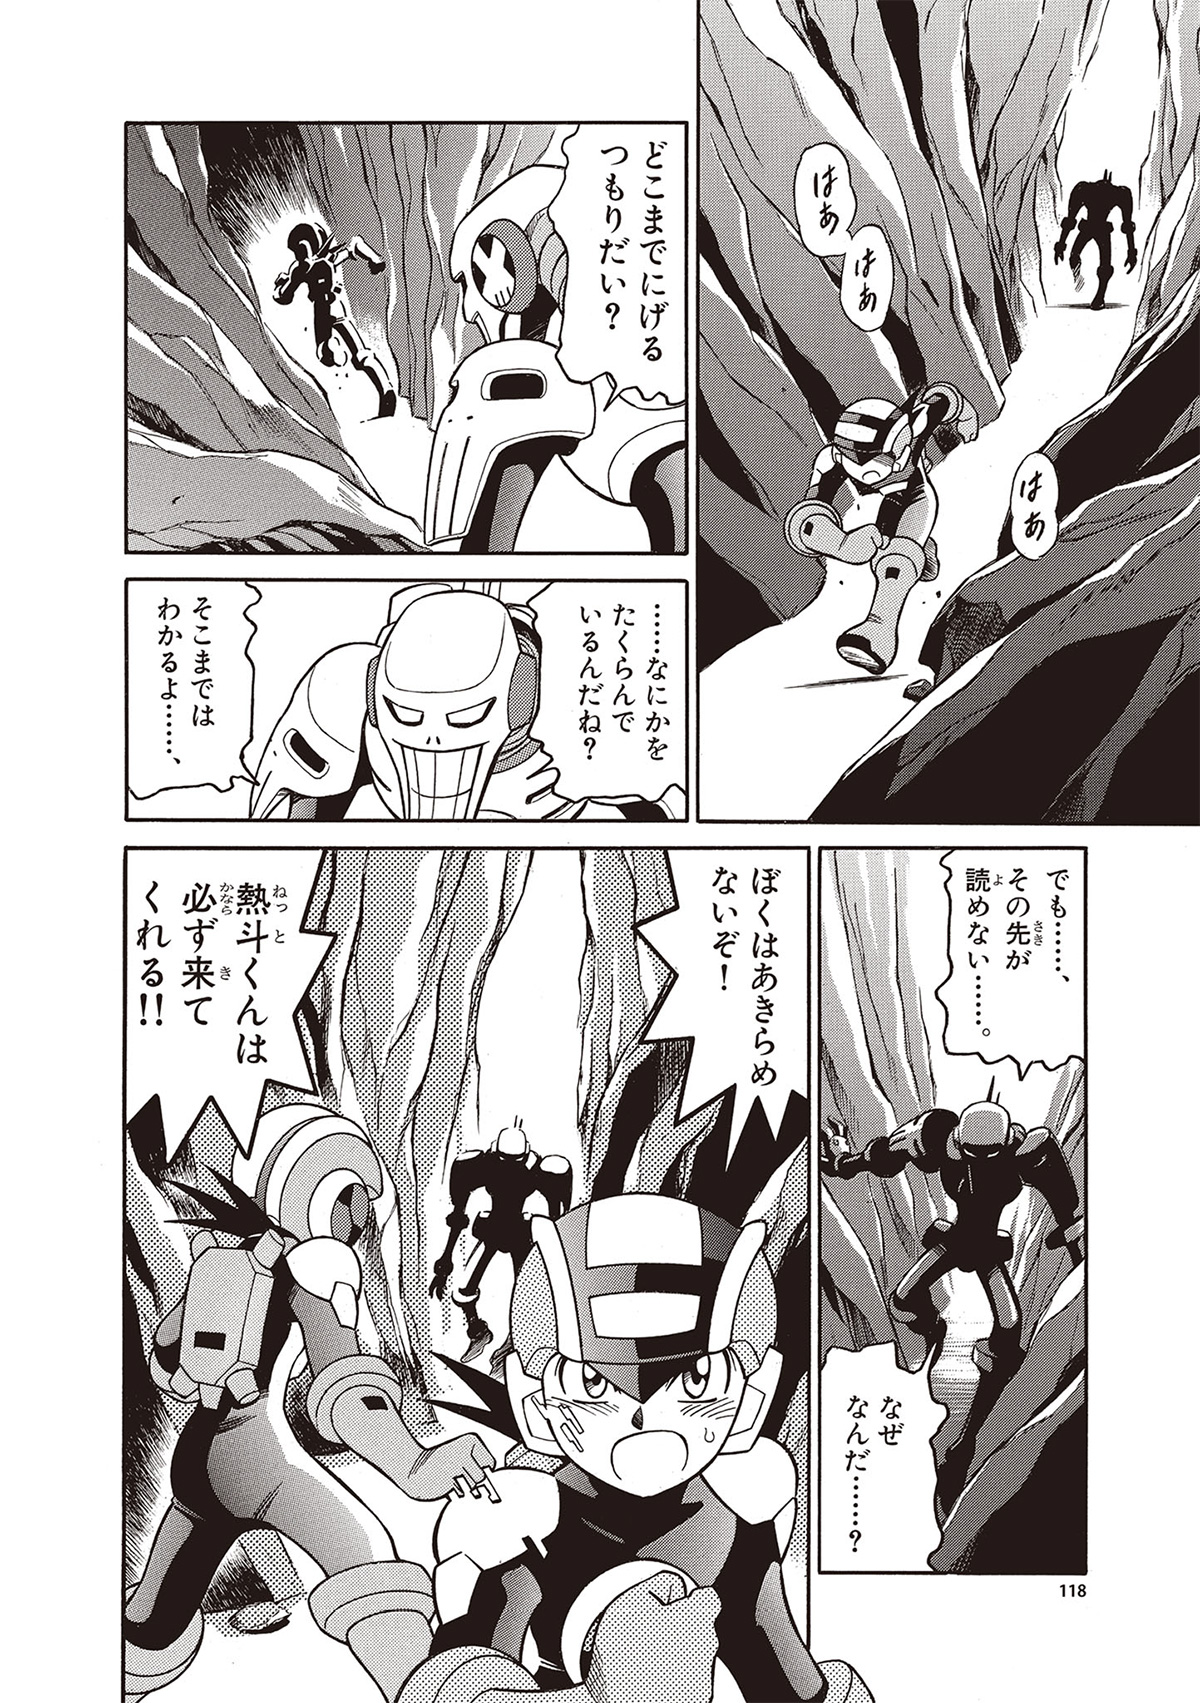 はぁ
はぁ
はぁ
どこまでにげる
つもりだい？
……なにかを
たくらんで
いるんだね？
そこまでは
わかるよ……、
でも……、
その先が
読めない……。
なぜ
なんだ……？
ぼくはあきらめ
ないぞ！
熱斗くんは
必ず来て
くれる!!
118